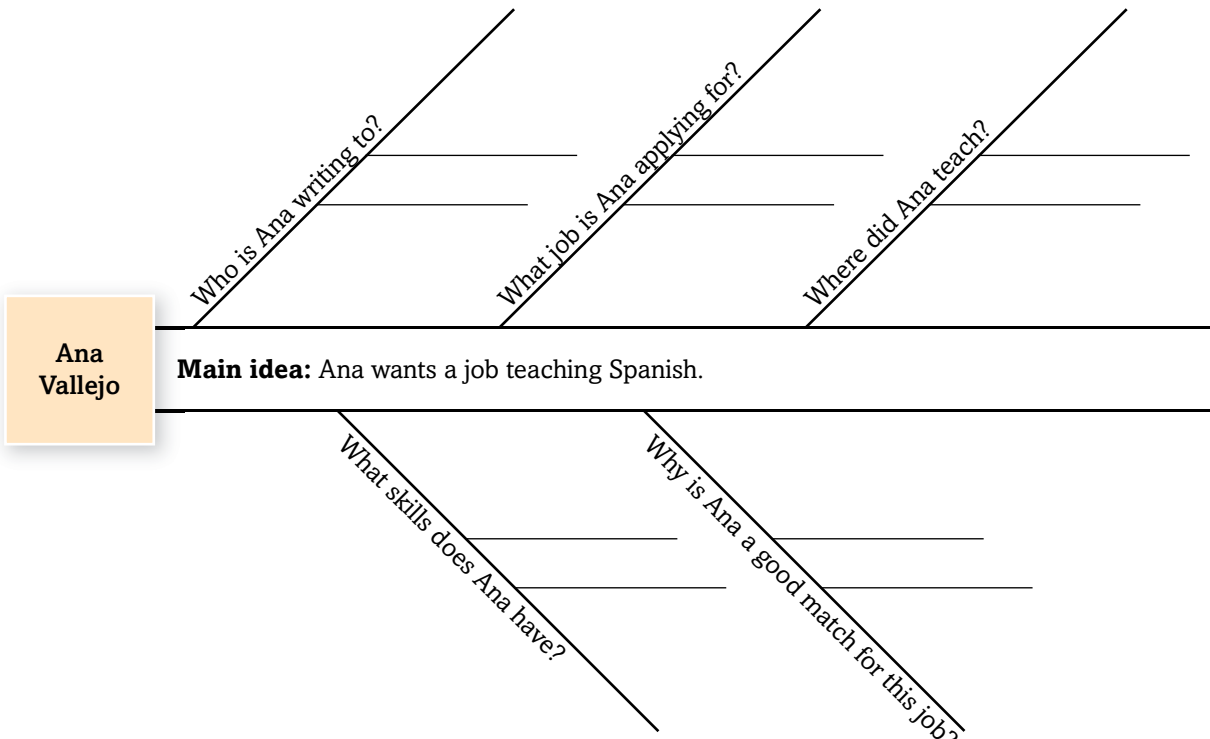 Who is Ana writing to?
What job is Ana applying for?
Where did Ana teach?
Ana
Vallejo
Main idea: Ana wants a job teaching Spanish.
What skills does Ana have?
Why is Ana a good match for this job?